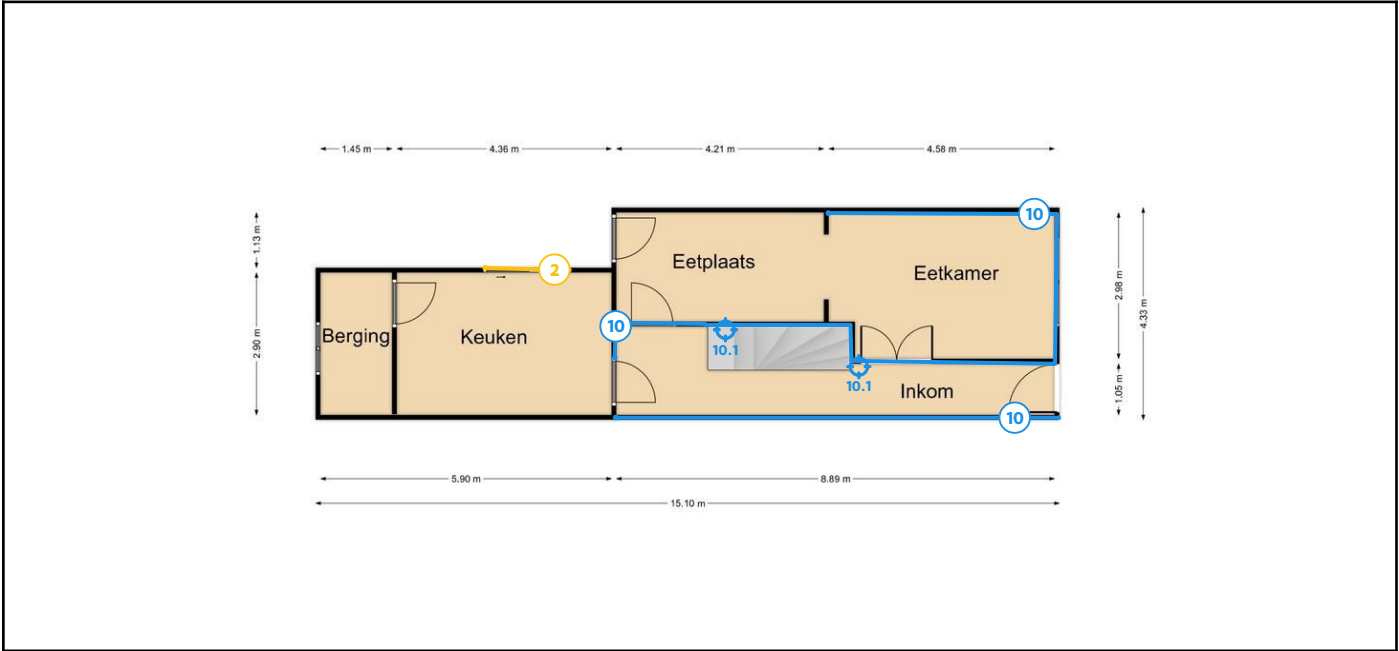 1.45 m
4.36 m
4.21 m
4.58 m
1.13 m
2.90 m
2.98 m
4.33 m
1.05 m
10
Eetplaats
Eetkamer
2
Berging
Keuken
10
10.1
10.1
Inkom
10
5.90 m
8.89 m
15.10 m